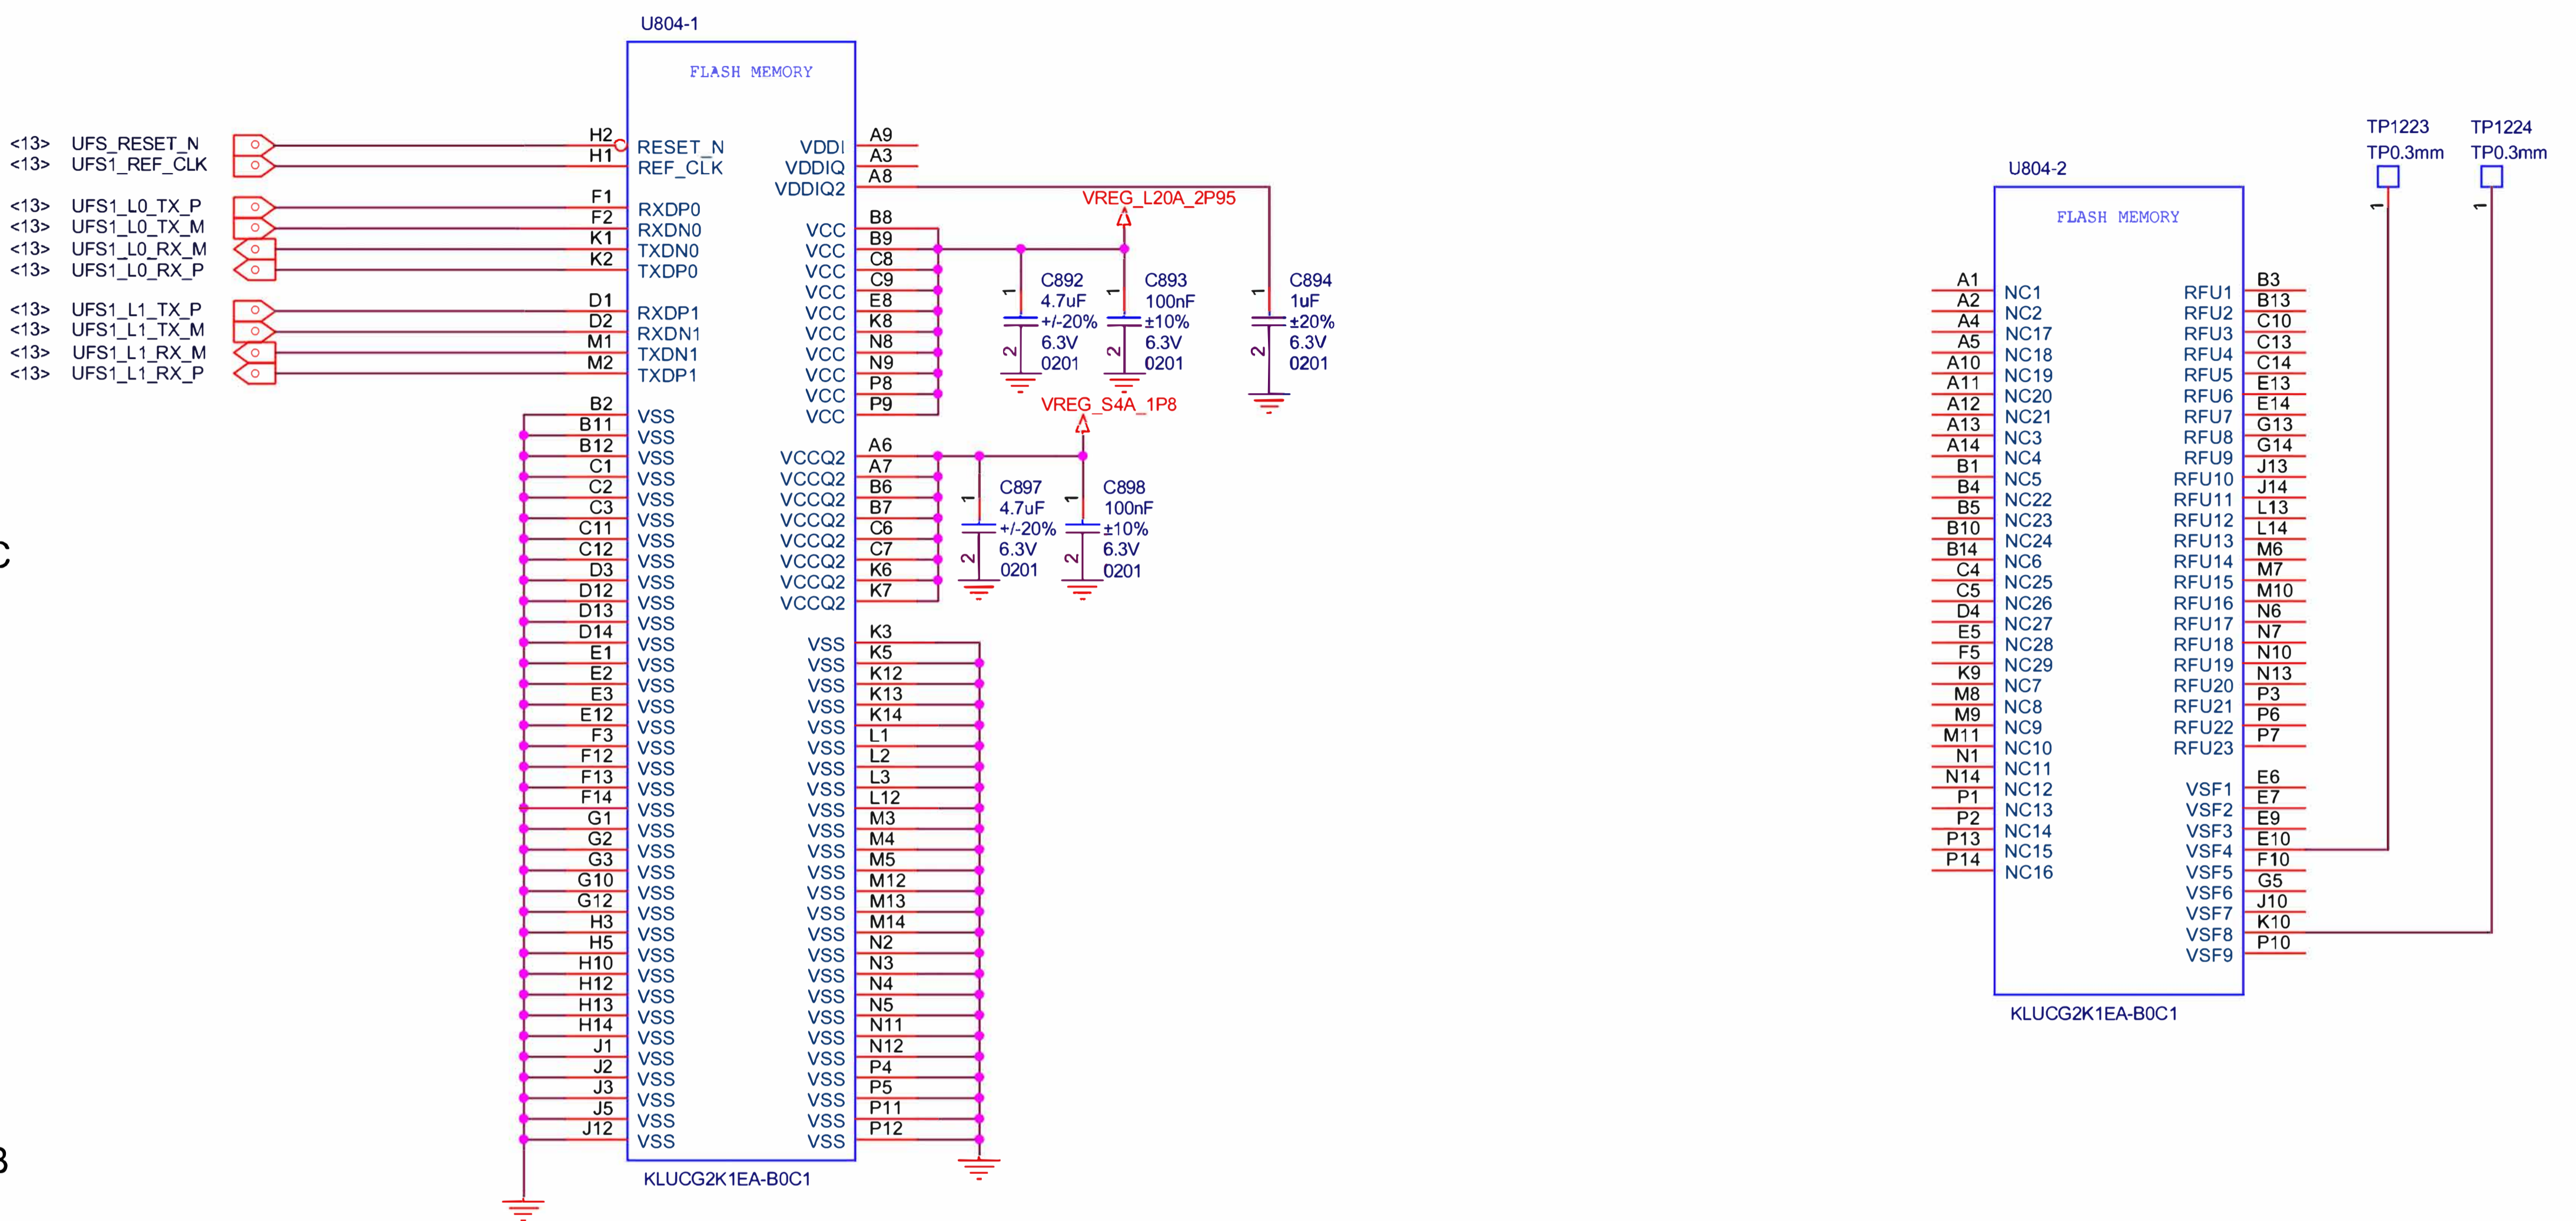 U804-1
FLASH MEMORY
<13> UFS_RESET_N H2 RESET_N
<13> UFS1_REF_CLK H1 REF_CLK
<13> UFS1_L0_TX_P F1 RXDP0
<13> UFS1_L0_TX_M F2 RXDN0
<13> UFS1_L0_RX_M K1 TXDN0
<13> UFS1_L0_RX_P K2 TXDP0
<13> UFS1_L1_TX_P D1 RXDP1
<13> UFS1_L1_TX_M D2 RXDN1
<13> UFS1_L1_RX_M M1 TXDN1
<13> UFS1_L1_RX_P M2 TXDP1
B2 VSS
B11 VSS
B12 VSS
C1 VSS
C2 VSS
C3 VSS
C11 VSS
C12 VSS
D3 VSS
D12 VSS
D13 VSS
D14 VSS
E1 VSS
E2 VSS
E3 VSS
E12 VSS
F3 VSS
F12 VSS
F13 VSS
F14 VSS
G1 VSS
G2 VSS
G3 VSS
G10 VSS
G12 VSS
H3 VSS
H5 VSS
H10 VSS
H12 VSS
H13 VSS
H14 VSS
J1 VSS
J2 VSS
J3 VSS
J5 VSS
J12 VSS
VDDI A9
VDDIQ A3
VDDIQ2 A8
VCC B8
VCC B9
VCC C8
VCC C9
VCC E8
VCC K8
VCC N8
VCC N9
VCC P8
VCC P9
VCCQ2 A6
VCCQ2 A7
VCCQ2 B6
VCCQ2 B7
VCCQ2 C6
VCCQ2 C7
VCCQ2 K6
VCCQ2 K7
VSS K3
VSS K5
VSS K12
VSS K13
VSS K14
VSS L1
VSS L2
VSS L3
VSS L12
VSS M3
VSS M4
VSS M5
VSS M12
VSS M13
VSS M14
VSS N2
VSS N3
VSS N4
VSS N5
VSS N11
VSS N12
VSS P4
VSS P5
VSS P11
VSS P12
KLUCG2K1EA-B0C1
VREG_L20A_2P95
1
2
C892
4.7uF
+/-20%
6.3V
0201
1
2
C893
100nF
±10%
6.3V
0201
1
2
C894
1uF
±20%
6.3V
0201
VREG_S4A_1P8
1
2
C897
4.7uF
+/-20%
6.3V
0201
1
2
C898
100nF
±10%
6.3V
0201
C
B
U804-2
FLASH MEMORY
A1 NC1
A2 NC2
A4 NC17
A5 NC18
A10 NC19
A11 NC20
A12 NC21
A13 NC3
A14 NC4
B1 NC5
B4 NC22
B5 NC23
B10 NC24
B14 NC6
C4 NC25
C5 NC26
D4 NC27
E5 NC28
F5 NC29
K9 NC7
M8 NC8
M9 NC9
M11 NC10
N1 NC11
N14 NC12
P1 NC13
P2 NC14
P13 NC15
P14 NC16
RFU1 B3
RFU2 B13
RFU3 C10
RFU4 C13
RFU5 C14
RFU6 E13
RFU7 E14
RFU8 G13
RFU9 G14
RFU10 J13
RFU11 J14
RFU12 L13
RFU13 L14
RFU14 M6
RFU15 M7
RFU16 M10
RFU17 N6
RFU18 N7
RFU19 N10
RFU20 N13
RFU21 P3
RFU22 P6
RFU23 P7
VSF1 E6
VSF2 E7
VSF3 E9
VSF4 E10
VSF5 F10
VSF6 G5
VSF7 J10
VSF8 K10
VSF9 P10
KLUCG2K1EA-B0C1
TP1223
TP0.3mm
1
TP1224
TP0.3mm
1